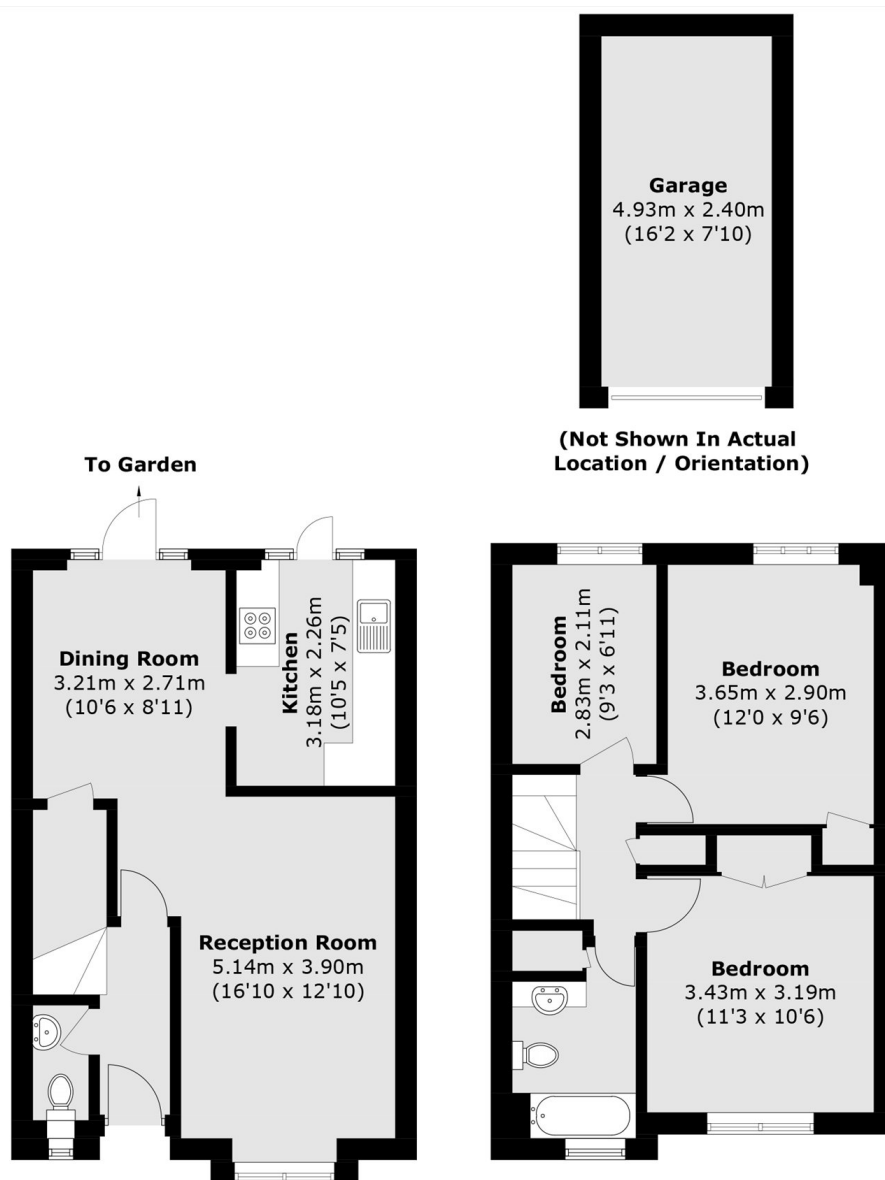 Garage
4.93m x 2.40m
(16'2 x 7'10)
(Not Shown In Actual
Location / Orientation)
To Garden
Dining Room
3.21m x 2.71m
(10'6 x 8'11)
Kitchen
3.18m x 2.26m
(10'5 x 7'5)
Reception Room
5.14m x 3.90m
(16'10 x 12'10)
Bedroom
2.83m x 2.11m
(9'3 x 6'11)
Bedroom
3.65m x 2.90m
(12'0 x 9'6)
Bedroom
3.43m x 3.19m
(11'3 x 10'6)